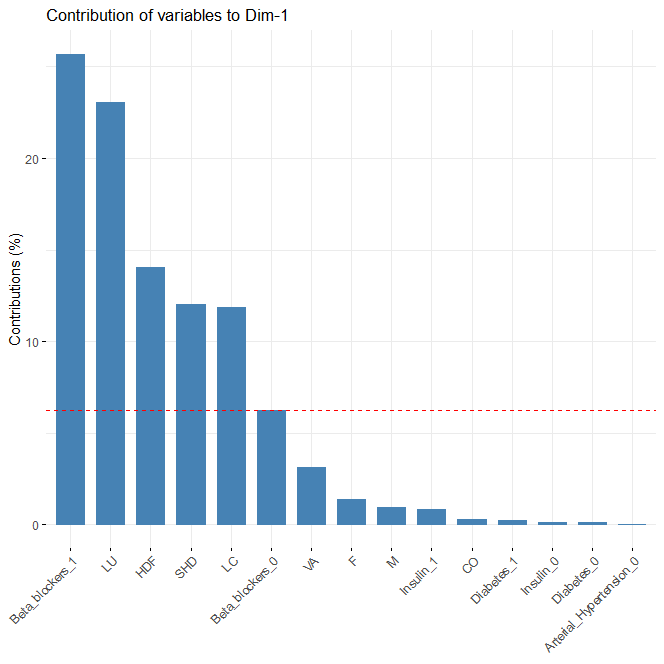 Contribution of variables to Dim-1
Contributions (%)
20
10
0
Beta_blockers_1
LU
HDF
SHD
LC
Beta_blockers_0
VA
F
M
Insulin_1
CO
Diabetes_1
Insulin_0
Diabetes_0
Arterial_Hypertension_0